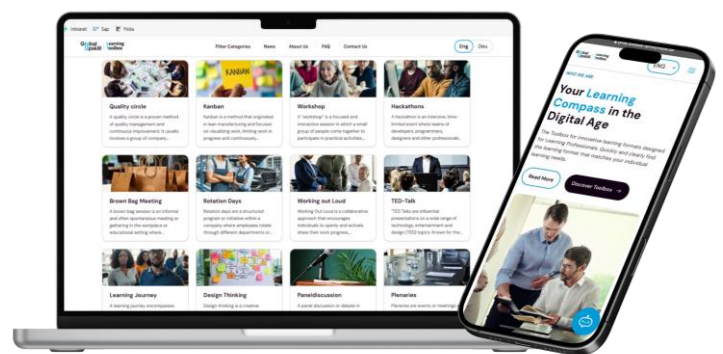 Intranet Sap Frida
Global Upskill Learning Toolbox
Filter Categories News About Us FAQ Contact Us Eng Deu
Quality circle
A quality circle is a proven method
of quality management and
continuous improvement. It usually
involves a group of company...
Kanban
Kanban is a method that originated
in lean manufacturing and focuses
on visualizing work, limiting work in
progress and continuously...
Workshop
A "workshop" is a focused and
interactive session in which a small
group of people come together to
participate in practical activities,...
Hackathons
A hackathon is an intensive, time-
limited event where teams of
developers, programmers,
designers and other professionals...
KANBAN
Brown Bag Meeting
A brown bag session is an informal
and often spontaneous meeting or
gathering in the workplace or
educational setting where...
Rotation Days
Rotation days are a structured
program or initiative within a
company where employees rotate
through different departments or...
Working out Loud
Working Out Loud is a collaborative
approach that encourages
individuals to openly and actively
share their work progress,...
TED-Talk
"TED Talks are influential
presentations on a wide range of
technology, entertainment and
design (TED) topics. Known for the...
Learning Journey
A learning journey encompasses
Design Thinking
Design thinking is a creative
Paneldiscussion
A panel discussion or debate in
Plenaries
Plenaries are events or meetings
ENG
WHO WE ARE
Your Learning
Compass in the
Digital Age
The Toolbox for innovative learning formats designed
for Learning Professionals. Quickly and clearly find
the learning format that matches your individual
learning needs.
Read More
Discover Toolbox →